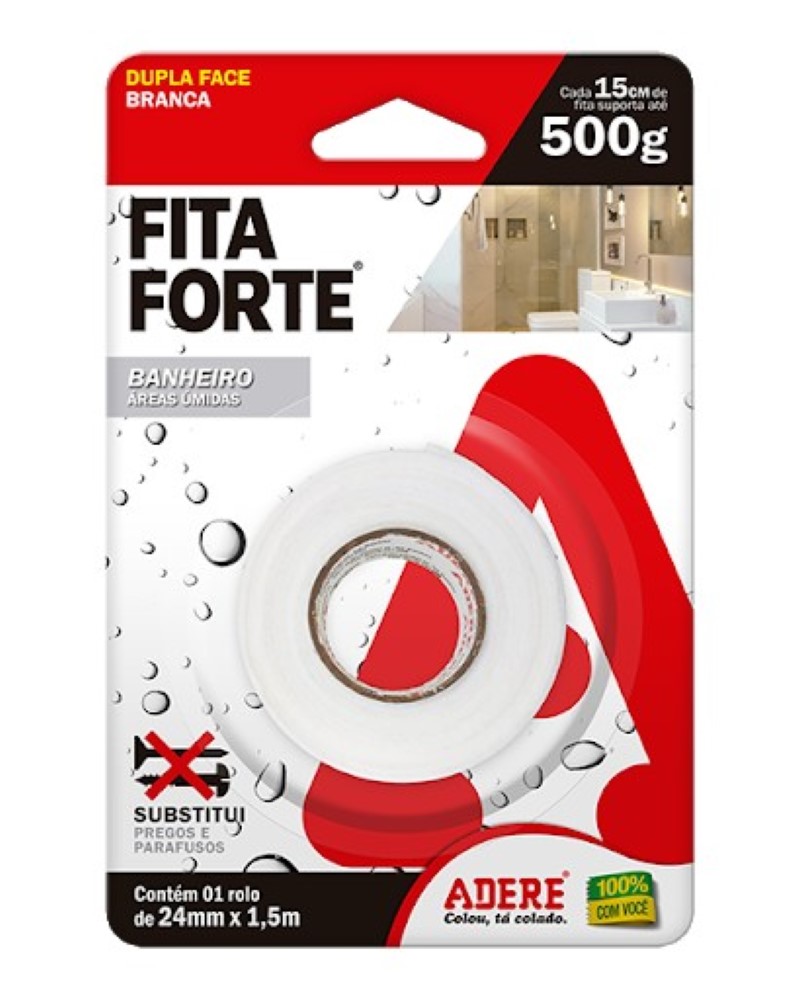 DUPLA FACE
BRANCA
Cada 15CM de
fita suporta até
500g
FITA
FORTE®
BANHEIRO
ÁREAS ÚMIDAS
SUBSTITUI
PREGOS E
PARAFUSOS
Contém 01 rolo
de 24mm x 1,5m
ADERE®
Colou, tá colado.
100%
COM VOCÊ